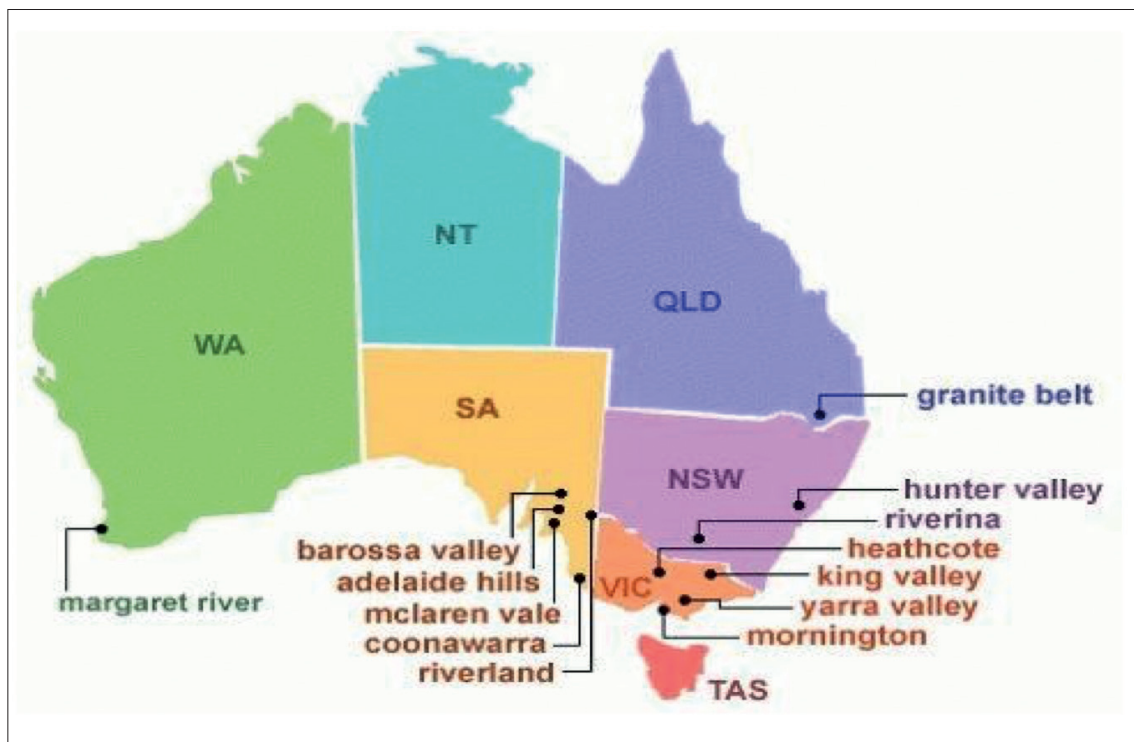 NT
QLD
WA
granite belt
SA
NSW
hunter valley
riverina
barossa valley
heathcote
adelaide hills
VIC
king valley
margaret river
mclaren vale
yarra valley
coonawarra
mornington
riverland
TAS